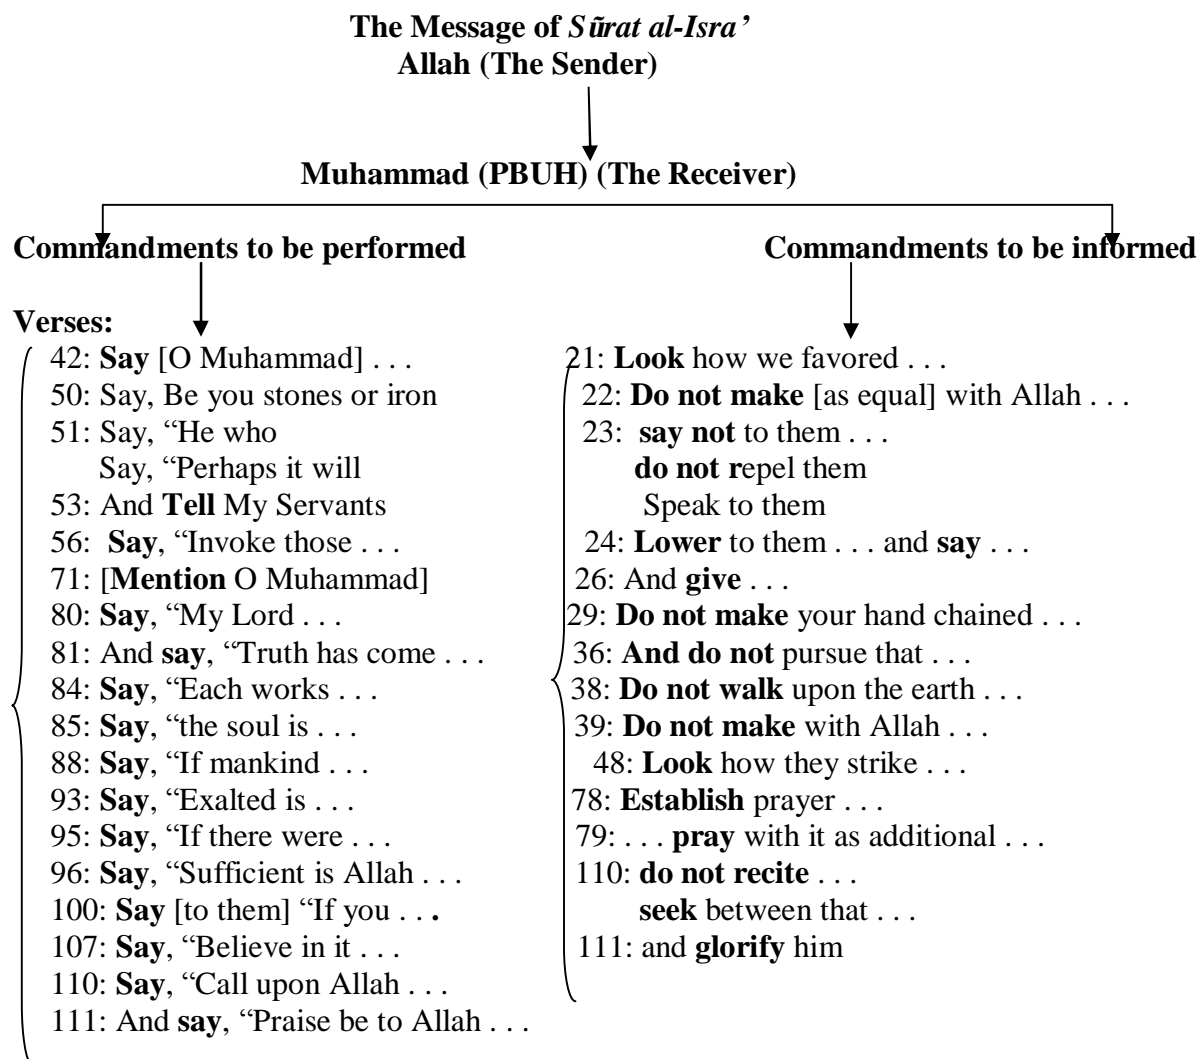 The Message of Sũrat al-Isra’
Allah (The Sender)
Muhammad (PBUH) (The Receiver)
Commandments to be performed
Verses:
42: Say [O Muhammad] . . .
50: Say, Be you stones or iron
51: Say, “He who
Say, “Perhaps it will
53: And Tell My Servants
56: Say, “Invoke those . . .
71: [Mention O Muhammad]
80: Say, “My Lord . . .
81: And say, “Truth has come . . .
84: Say, “Each works . . .
85: Say, “the soul is . . .
88: Say, “If mankind . . .
93: Say, “Exalted is . . .
95: Say, “If there were . . .
96: Say, “Sufficient is Allah . . .
100: Say [to them] “If you . . .
107: Say, “Believe in it . . .
110: Say, “Call upon Allah . . .
111: And say, “Praise be to Allah . . .
Commandments to be informed
21: Look how we favored . . .
22: Do not make [as equal] with Allah . . .
23: say not to them . . .
do not repel them
Speak to them
24: Lower to them . . . and say . . .
26: And give . . .
29: Do not make your hand chained . . .
36: And do not pursue that . . .
38: Do not walk upon the earth . . .
39: Do not make with Allah . . .
48: Look how they strike . . .
78: Establish prayer . . .
79: . . . pray with it as additional . . .
110: do not recite . . .
seek between that . . .
111: and glorify him